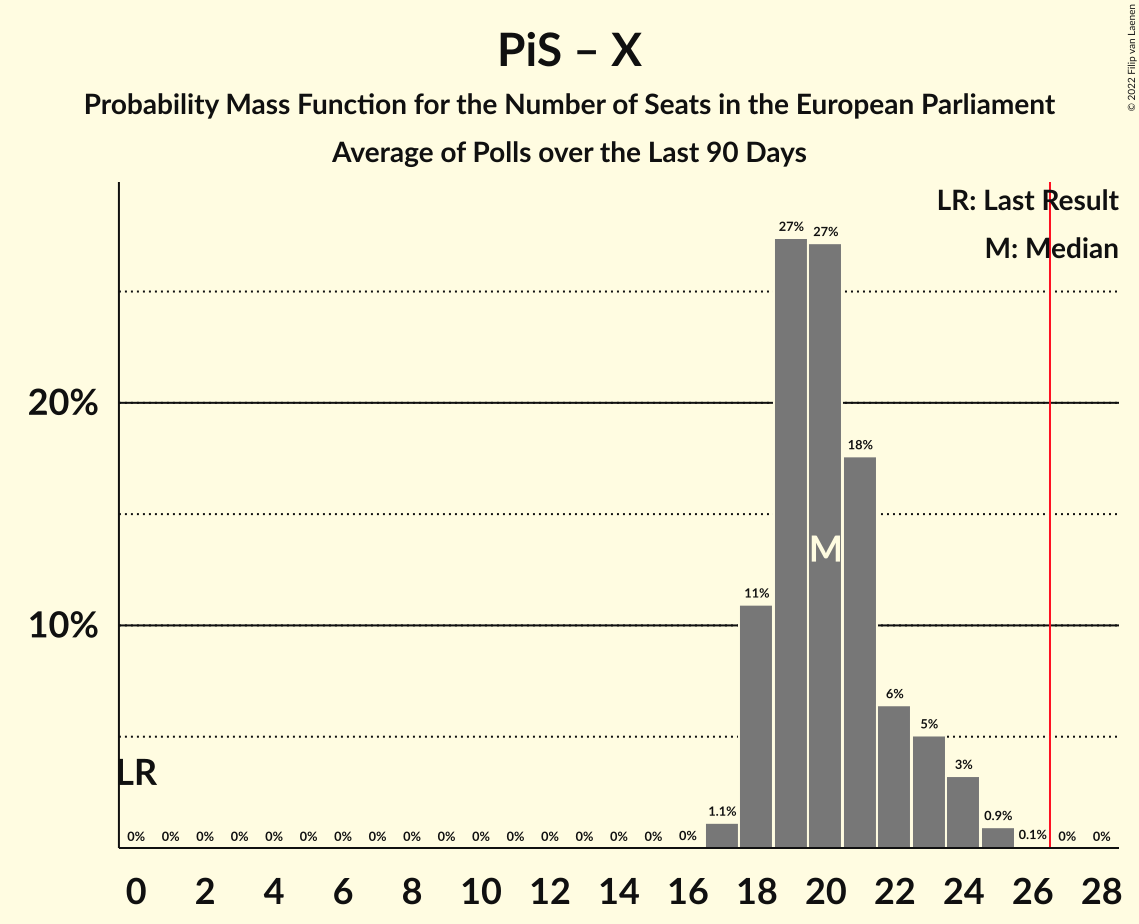 PiS – X
Probability Mass Function for the Number of Seats in the European Parliament
Average of Polls over the Last 90 Days
© 2022 Filip van Laenen
LR: Last Result
M: Median
27% 27%
20%
18%
M
11%
10%
6%
5%
LR
3%
1.1%
0.9%
0% 0% 0% 0% 0% 0% 0% 0% 0% 0% 0% 0% 0% 0% 0% 0% 0% 0.1% 0% 0%
0 2 4 6 8 10 12 14 16 18 20 22 24 26 28